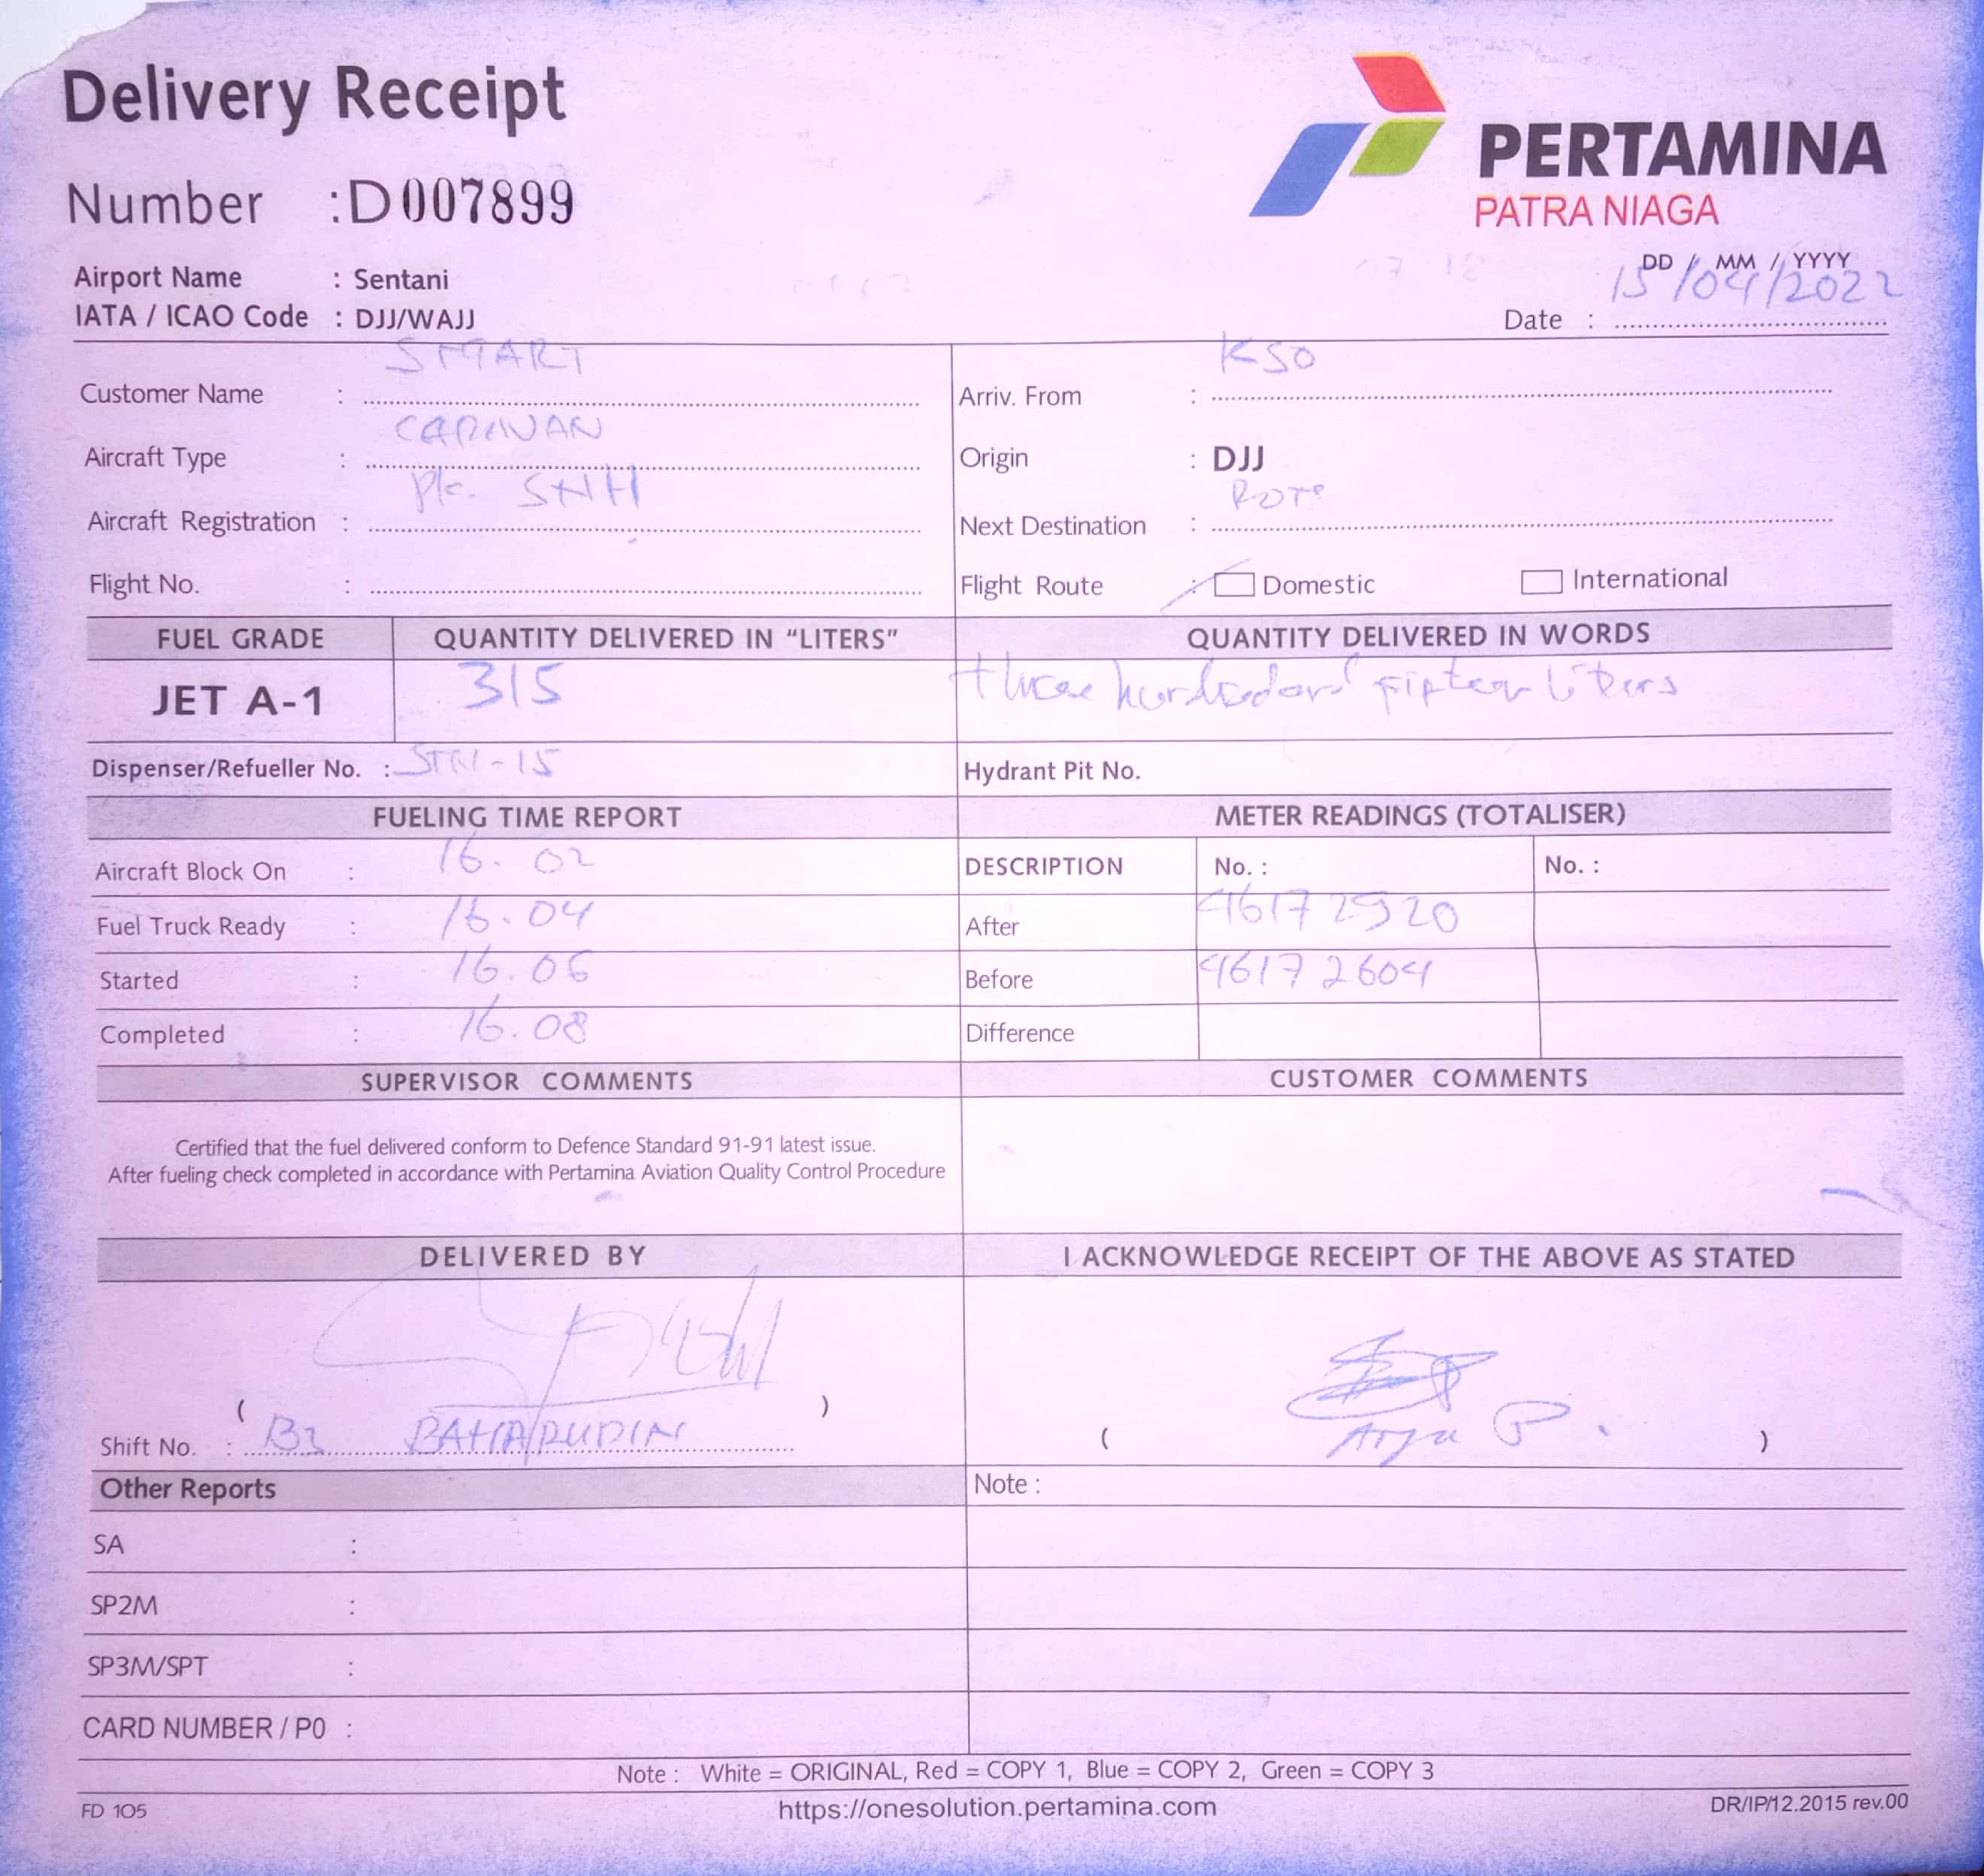 Delivery Receipt
PERTAMINA
PATRA NIAGA
Number : D007899
Airport Name : Sentani
IATA / ICAO Code : DJJ/WAJJ
DD / MM / YYYY
Date : 15/04/2022
Customer Name : SMART
Arriv. From : KSO
Aircraft Type : CARAVAN
Origin : DJJ
Aircraft Registration : Pk. SNH
Next Destination :
Flight No. :
Flight Route : Domestic International
FUEL GRADE QUANTITY DELIVERED IN “LITERS” QUANTITY DELIVERED IN WORDS
JET A-1 315 three fipteen liters
Dispenser/Refueller No. : -15
Hydrant Pit No.
FUELING TIME REPORT METER READINGS (TOTALISER)
Aircraft Block On : 16.02
DESCRIPTION No. : No. :
Fuel Truck Ready : 16.04
After 46172920
Started : 16.06
Before 46172604
Completed : 16.08
Difference
SUPERVISOR COMMENTS CUSTOMER COMMENTS
Certified that the fuel delivered conform to Defence Standard 91-91 latest issue.
After fueling check completed in accordance with Pertamina Aviation Quality Control Procedure
DELIVERED BY I ACKNOWLEDGE RECEIPT OF THE ABOVE AS STATED
( )
Shift No. : BAHARUDIN
( Arya P. )
Other Reports Note :
SA :
SP2M :
SP3M/SPT :
CARD NUMBER / P0 :
Note : White = ORIGINAL, Red = COPY 1, Blue = COPY 2, Green = COPY 3
FD 105 https://onesolution.pertamina.com DR/IP/12.2015 rev.00